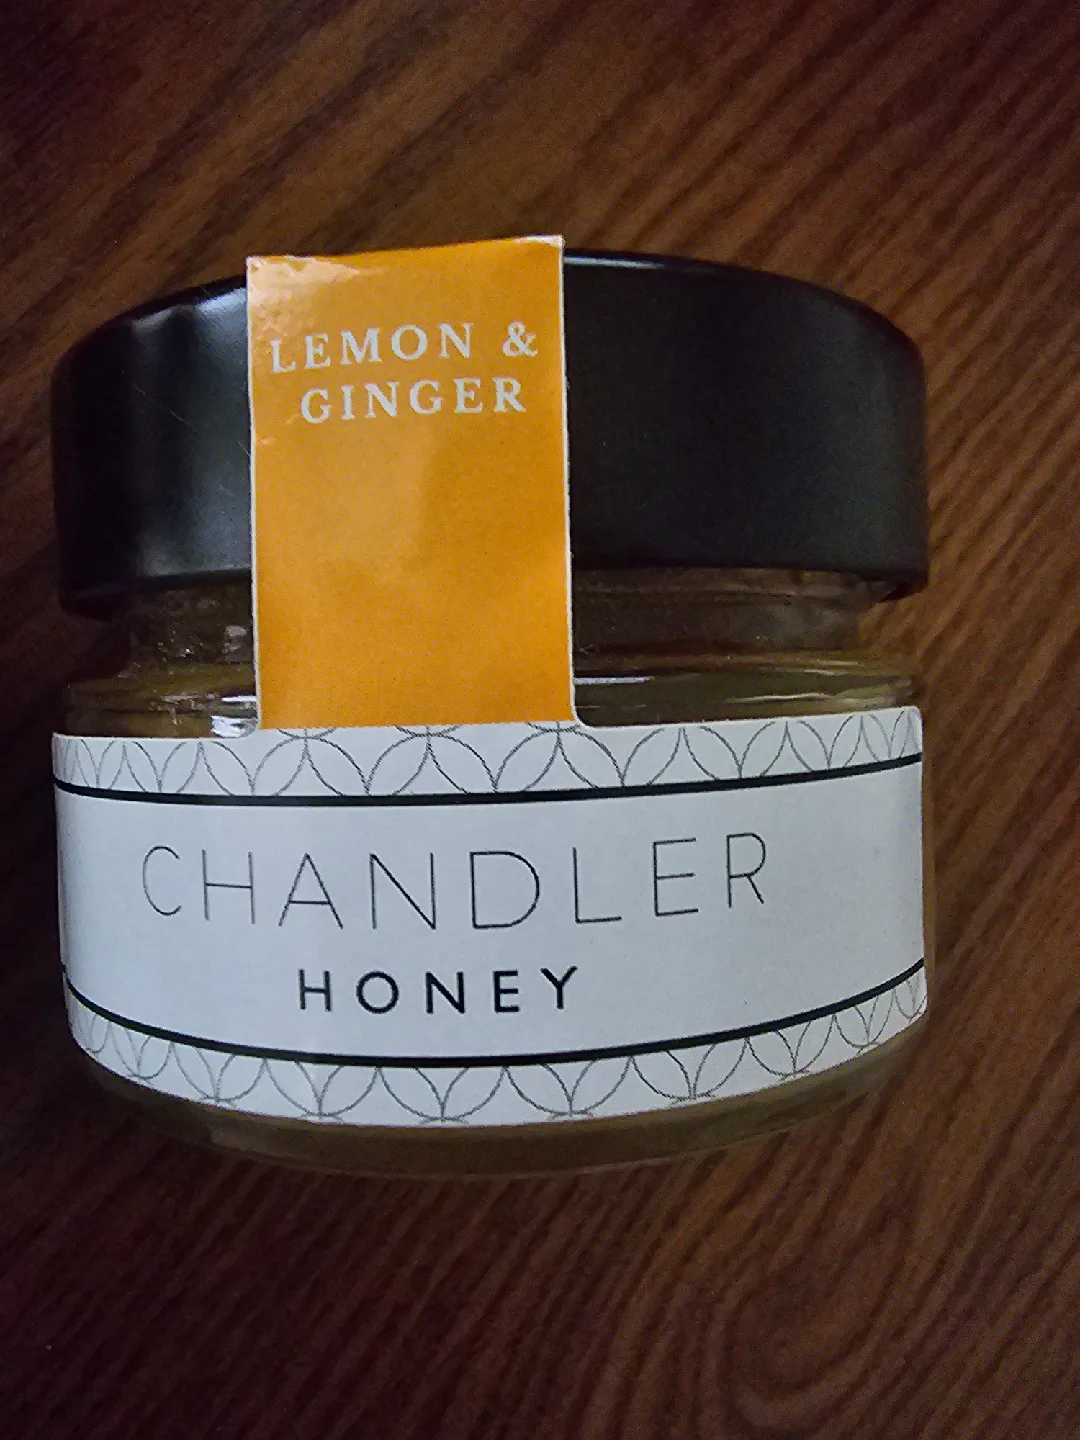 LEMON &
GINGER
CHANDLER
HONEY